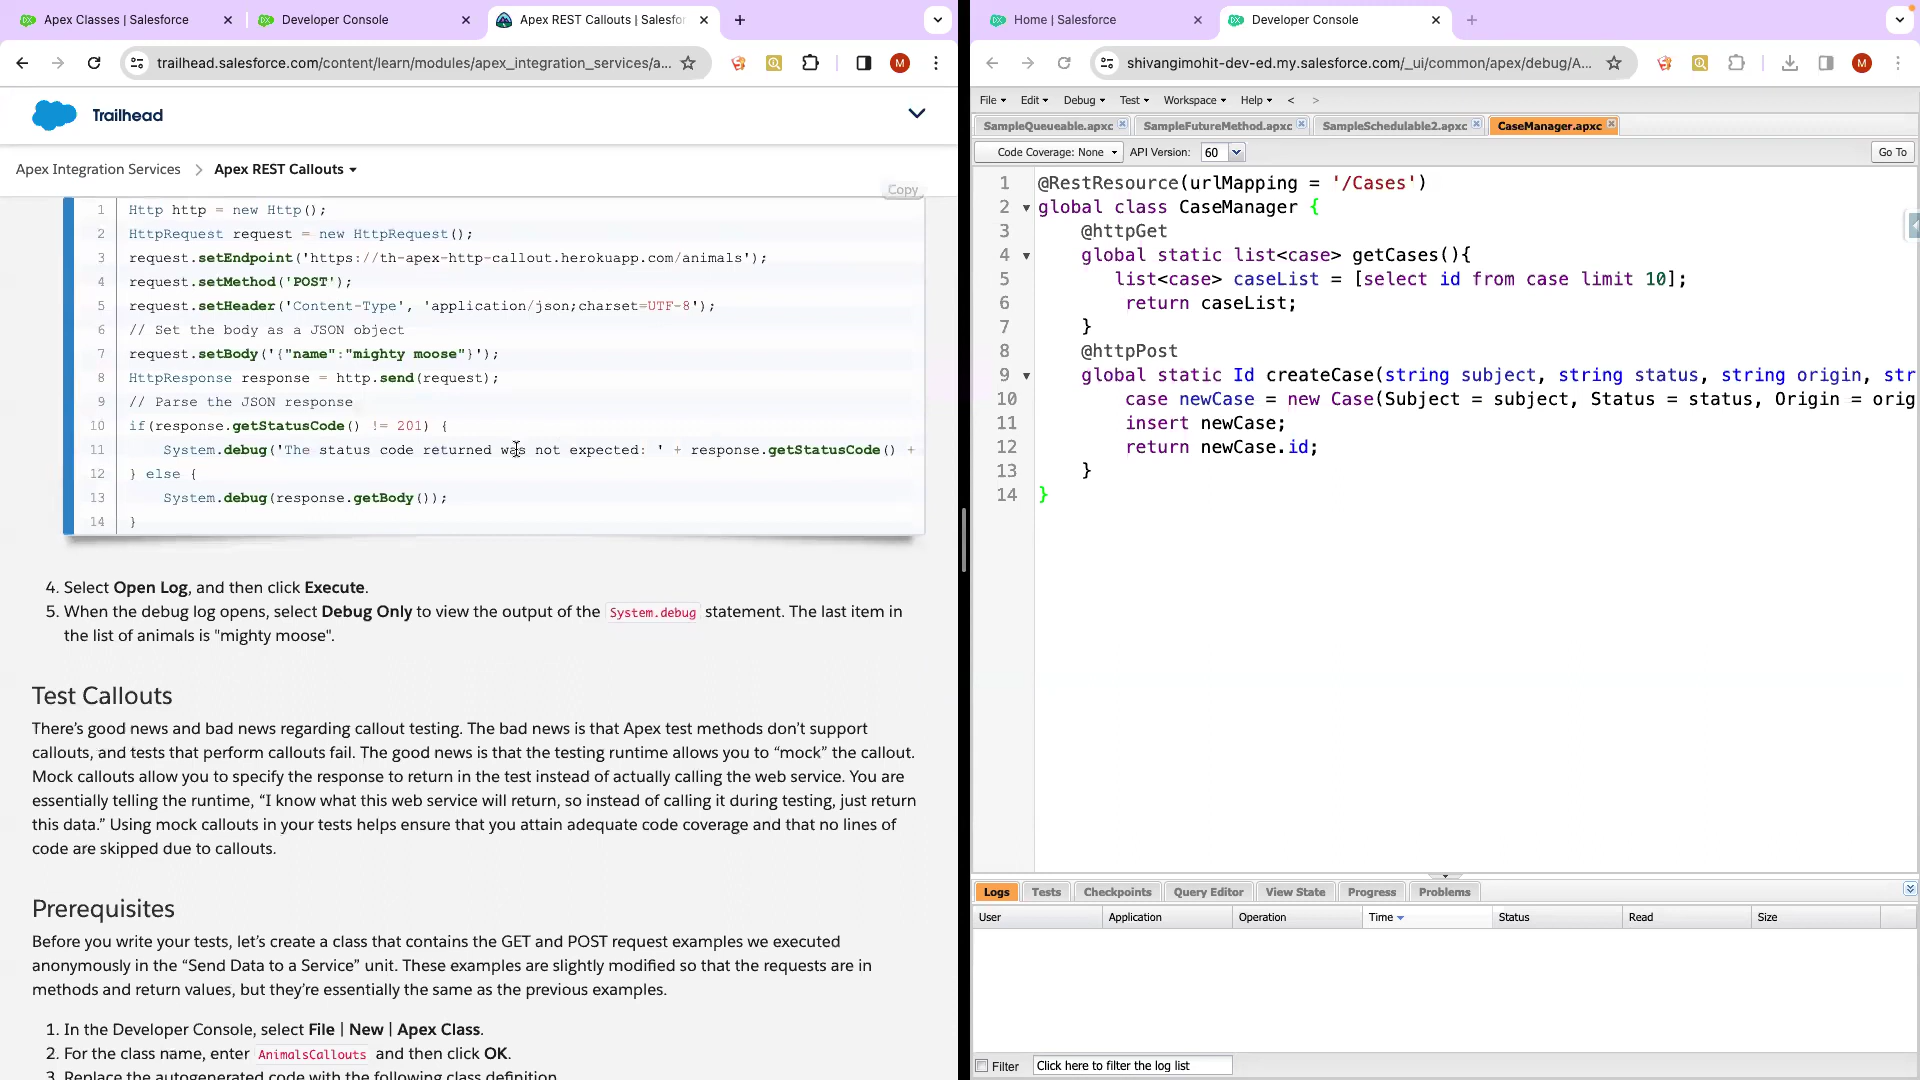 Apex Classes | Salesforce
Developer Console
Apex REST Callouts | Salesfor
trailhead.salesforce.com/content/learn/modules/apex_integration_services/a...
M
Trailhead
Apex Integration Services > Apex REST Callouts
Copy
1 Http http = new Http();
2 HttpRequest request = new HttpRequest();
3 request.setEndpoint('https://th-apex-http-callout.herokuapp.com/animals');
4 request.setMethod('POST');
5 request.setHeader('Content-Type', 'application/json;charset=UTF-8');
6 // Set the body as a JSON object
7 request.setBody('{"name":"mighty moose"}');
8 HttpResponse response = http.send(request);
9 // Parse the JSON response
10 if(response.getStatusCode() != 201) {
11 System.debug('The status code returned was not expected: ' + response.getStatusCode() +
12 } else {
13 System.debug(response.getBody());
14 }
4. Select Open Log, and then click Execute.
5. When the debug log opens, select Debug Only to view the output of the System.debug statement. The last item in
the list of animals is "mighty moose".
Test Callouts
There’s good news and bad news regarding callout testing. The bad news is that Apex test methods don’t support
callouts, and tests that perform callouts fail. The good news is that the testing runtime allows you to “mock” the callout.
Mock callouts allow you to specify the response to return in the test instead of actually calling the web service. You are
essentially telling the runtime, “I know what this web service will return, so instead of calling it during testing, just return
this data.” Using mock callouts in your tests helps ensure that you attain adequate code coverage and that no lines of
code are skipped due to callouts.
Prerequisites
Before you write your tests, let’s create a class that contains the GET and POST request examples we executed
anonymously in the “Send Data to a Service” unit. These examples are slightly modified so that the requests are in
methods and return values, but they’re essentially the same as the previous examples.
1. In the Developer Console, select File | New | Apex Class.
2. For the class name, enter AnimalsCallouts and then click OK.
3. Replace the autogenerated code with the following class definition.
Home | Salesforce
Developer Console
shivangimohit-dev-ed.my.salesforce.com/_ui/common/apex/debug/A...
M
File Edit Debug Test Workspace Help < >
SampleQueueable.apxc SampleFutureMethod.apxc SampleSchedulable2.apxc CaseManager.apxc
Code Coverage: None API Version: 60 Go To
1 @RestResource(urlMapping = '/Cases')
2 global class CaseManager {
3 @httpGet
4 global static list<case> getCases(){
5 list<case> caseList = [select id from case limit 10];
6 return caseList;
7 }
8 @httpPost
9 global static Id createCase(string subject, string status, string origin, str
10 case newCase = new Case(Subject = subject, Status = status, Origin = orig
11 insert newCase;
12 return newCase.id;
13 }
14 }
Logs Tests Checkpoints Query Editor View State Progress Problems
User Application Operation Time Status Read Size
Filter Click here to filter the log list